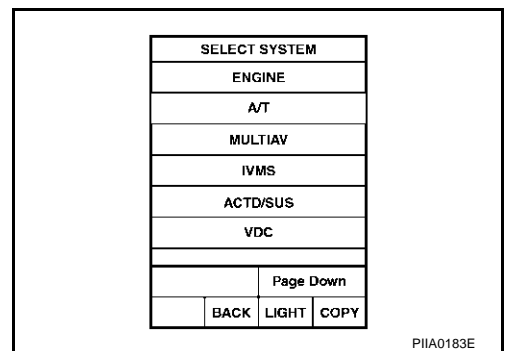 SELECT SYSTEM
ENGINE
A/T
MULTIAV
IVMS
ACTD/SUS
VDC
Page Down
BACK LIGHT COPY
PIIA0183E